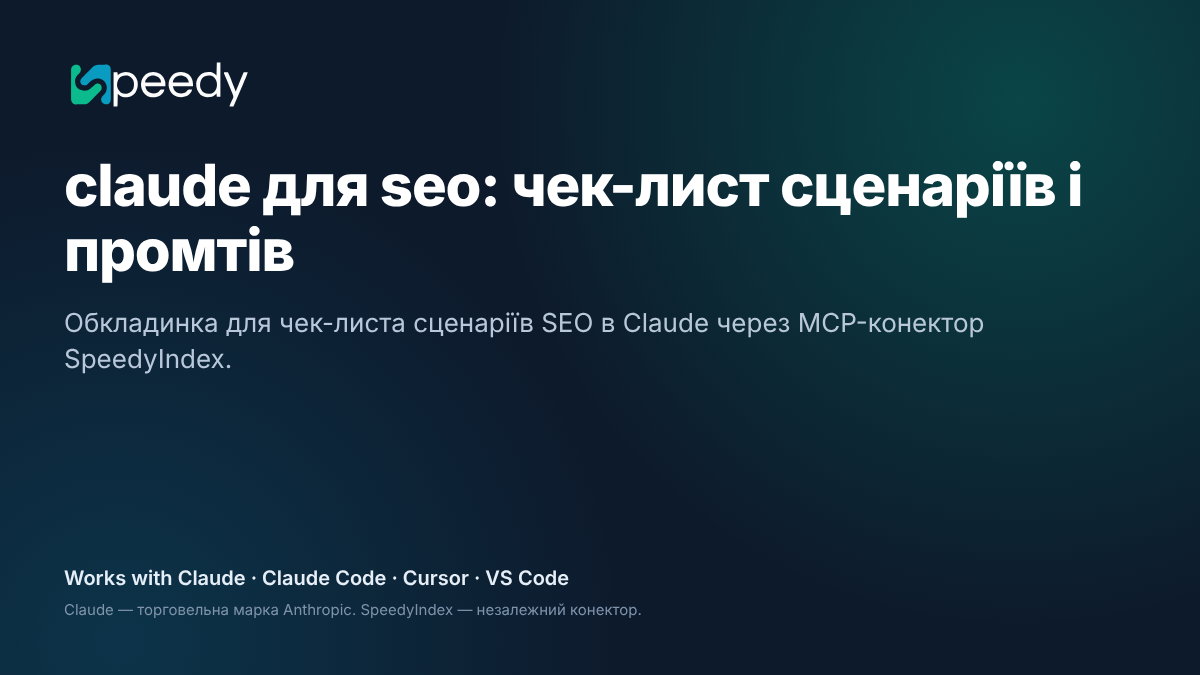 Speedy
claude для seo: чек-лист сценаріїв і
промтів
Обкладинка для чек-листа сценаріїв SEO в Claude через MCP-конектор
SpeedyIndex.
Works with Claude · Claude Code · Cursor · VS Code
Claude — торговельна марка Anthropic. SpeedyIndex — незалежний конектор.